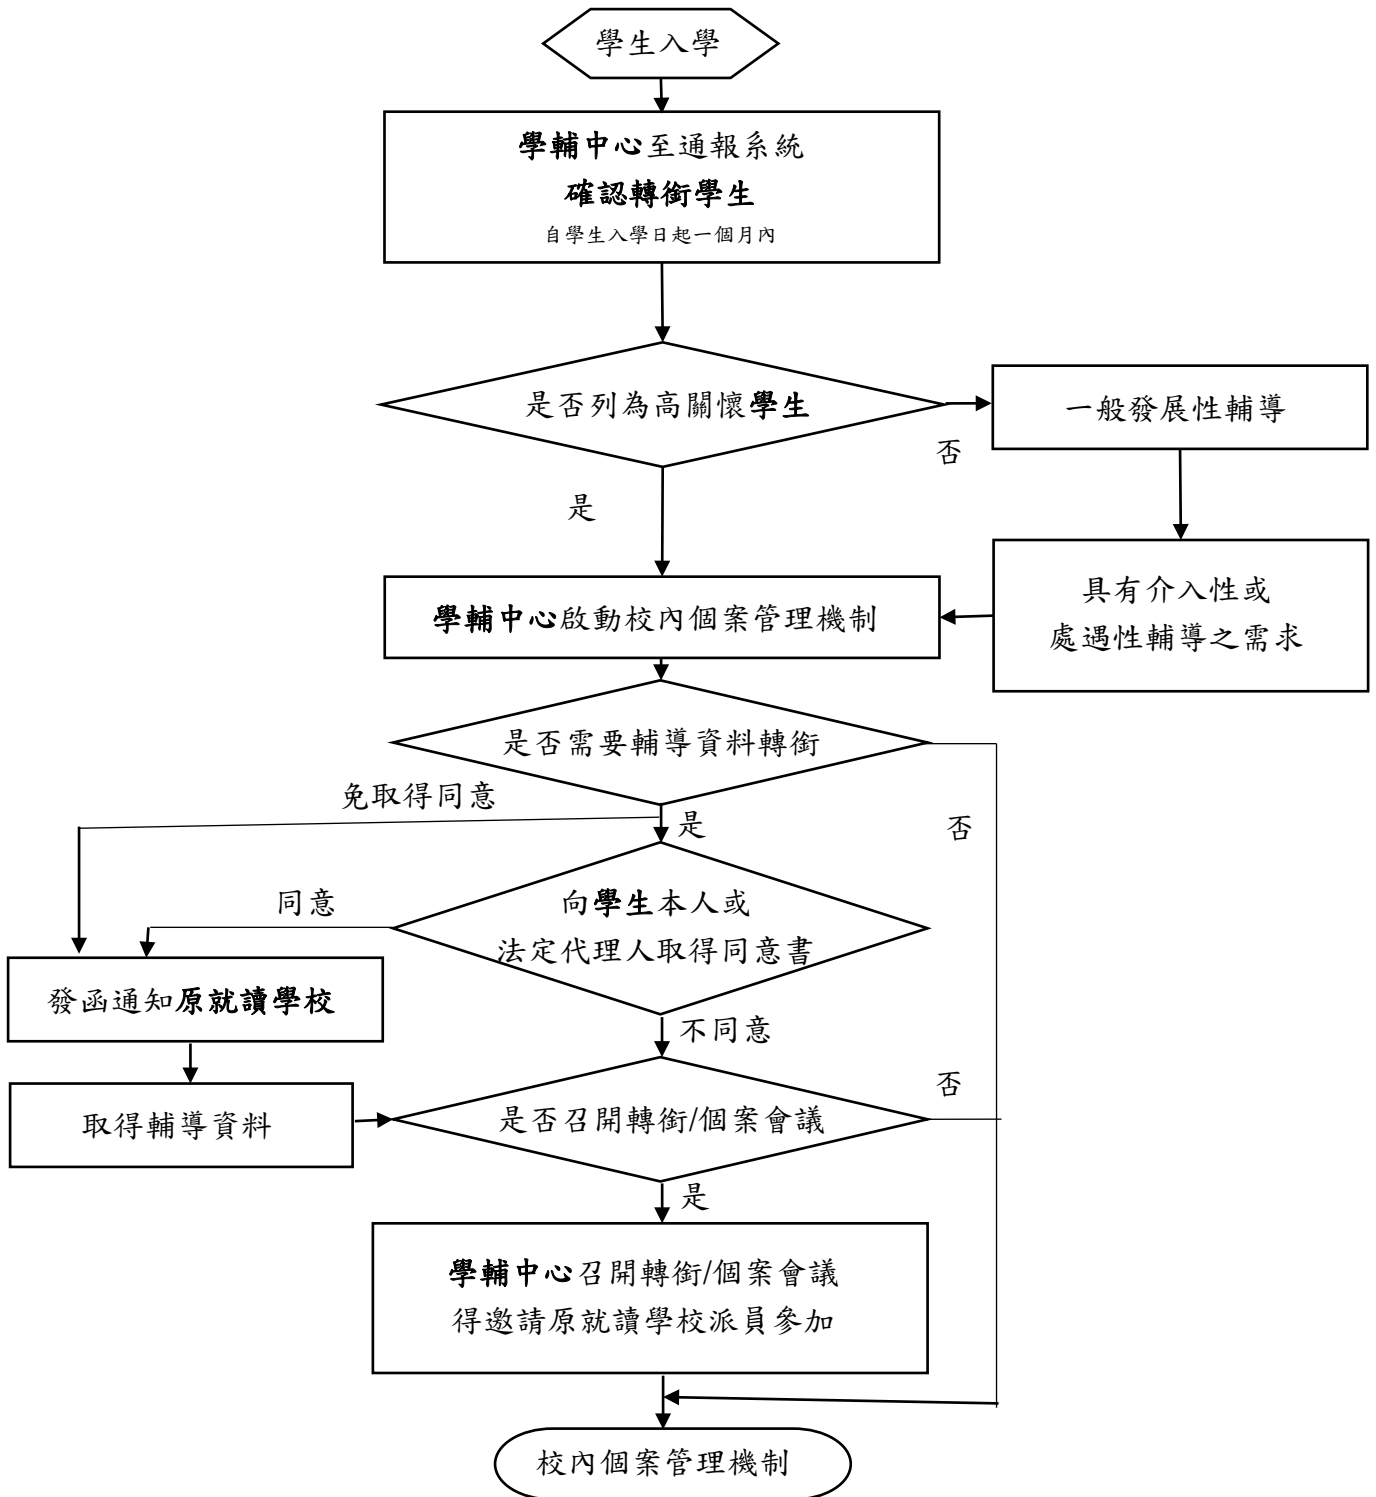 學生入學
學輔中心至通報系統
確認轉銜學生
自學生入學日起一個月內
是否列為高關懷學生
一般發展性輔導
否
是
具有介入性或
處遇性輔導之需求
學輔中心啟動校內個案管理機制
是否需要輔導資料轉銜
免取得同意
是
否
同意
向學生本人或
法定代理人取得同意書
發函通知原就讀學校
不同意
否
取得輔導資料
是否召開轉銜/個案會議
是
學輔中心召開轉銜/個案會議
得邀請原就讀學校派員參加
校內個案管理機制